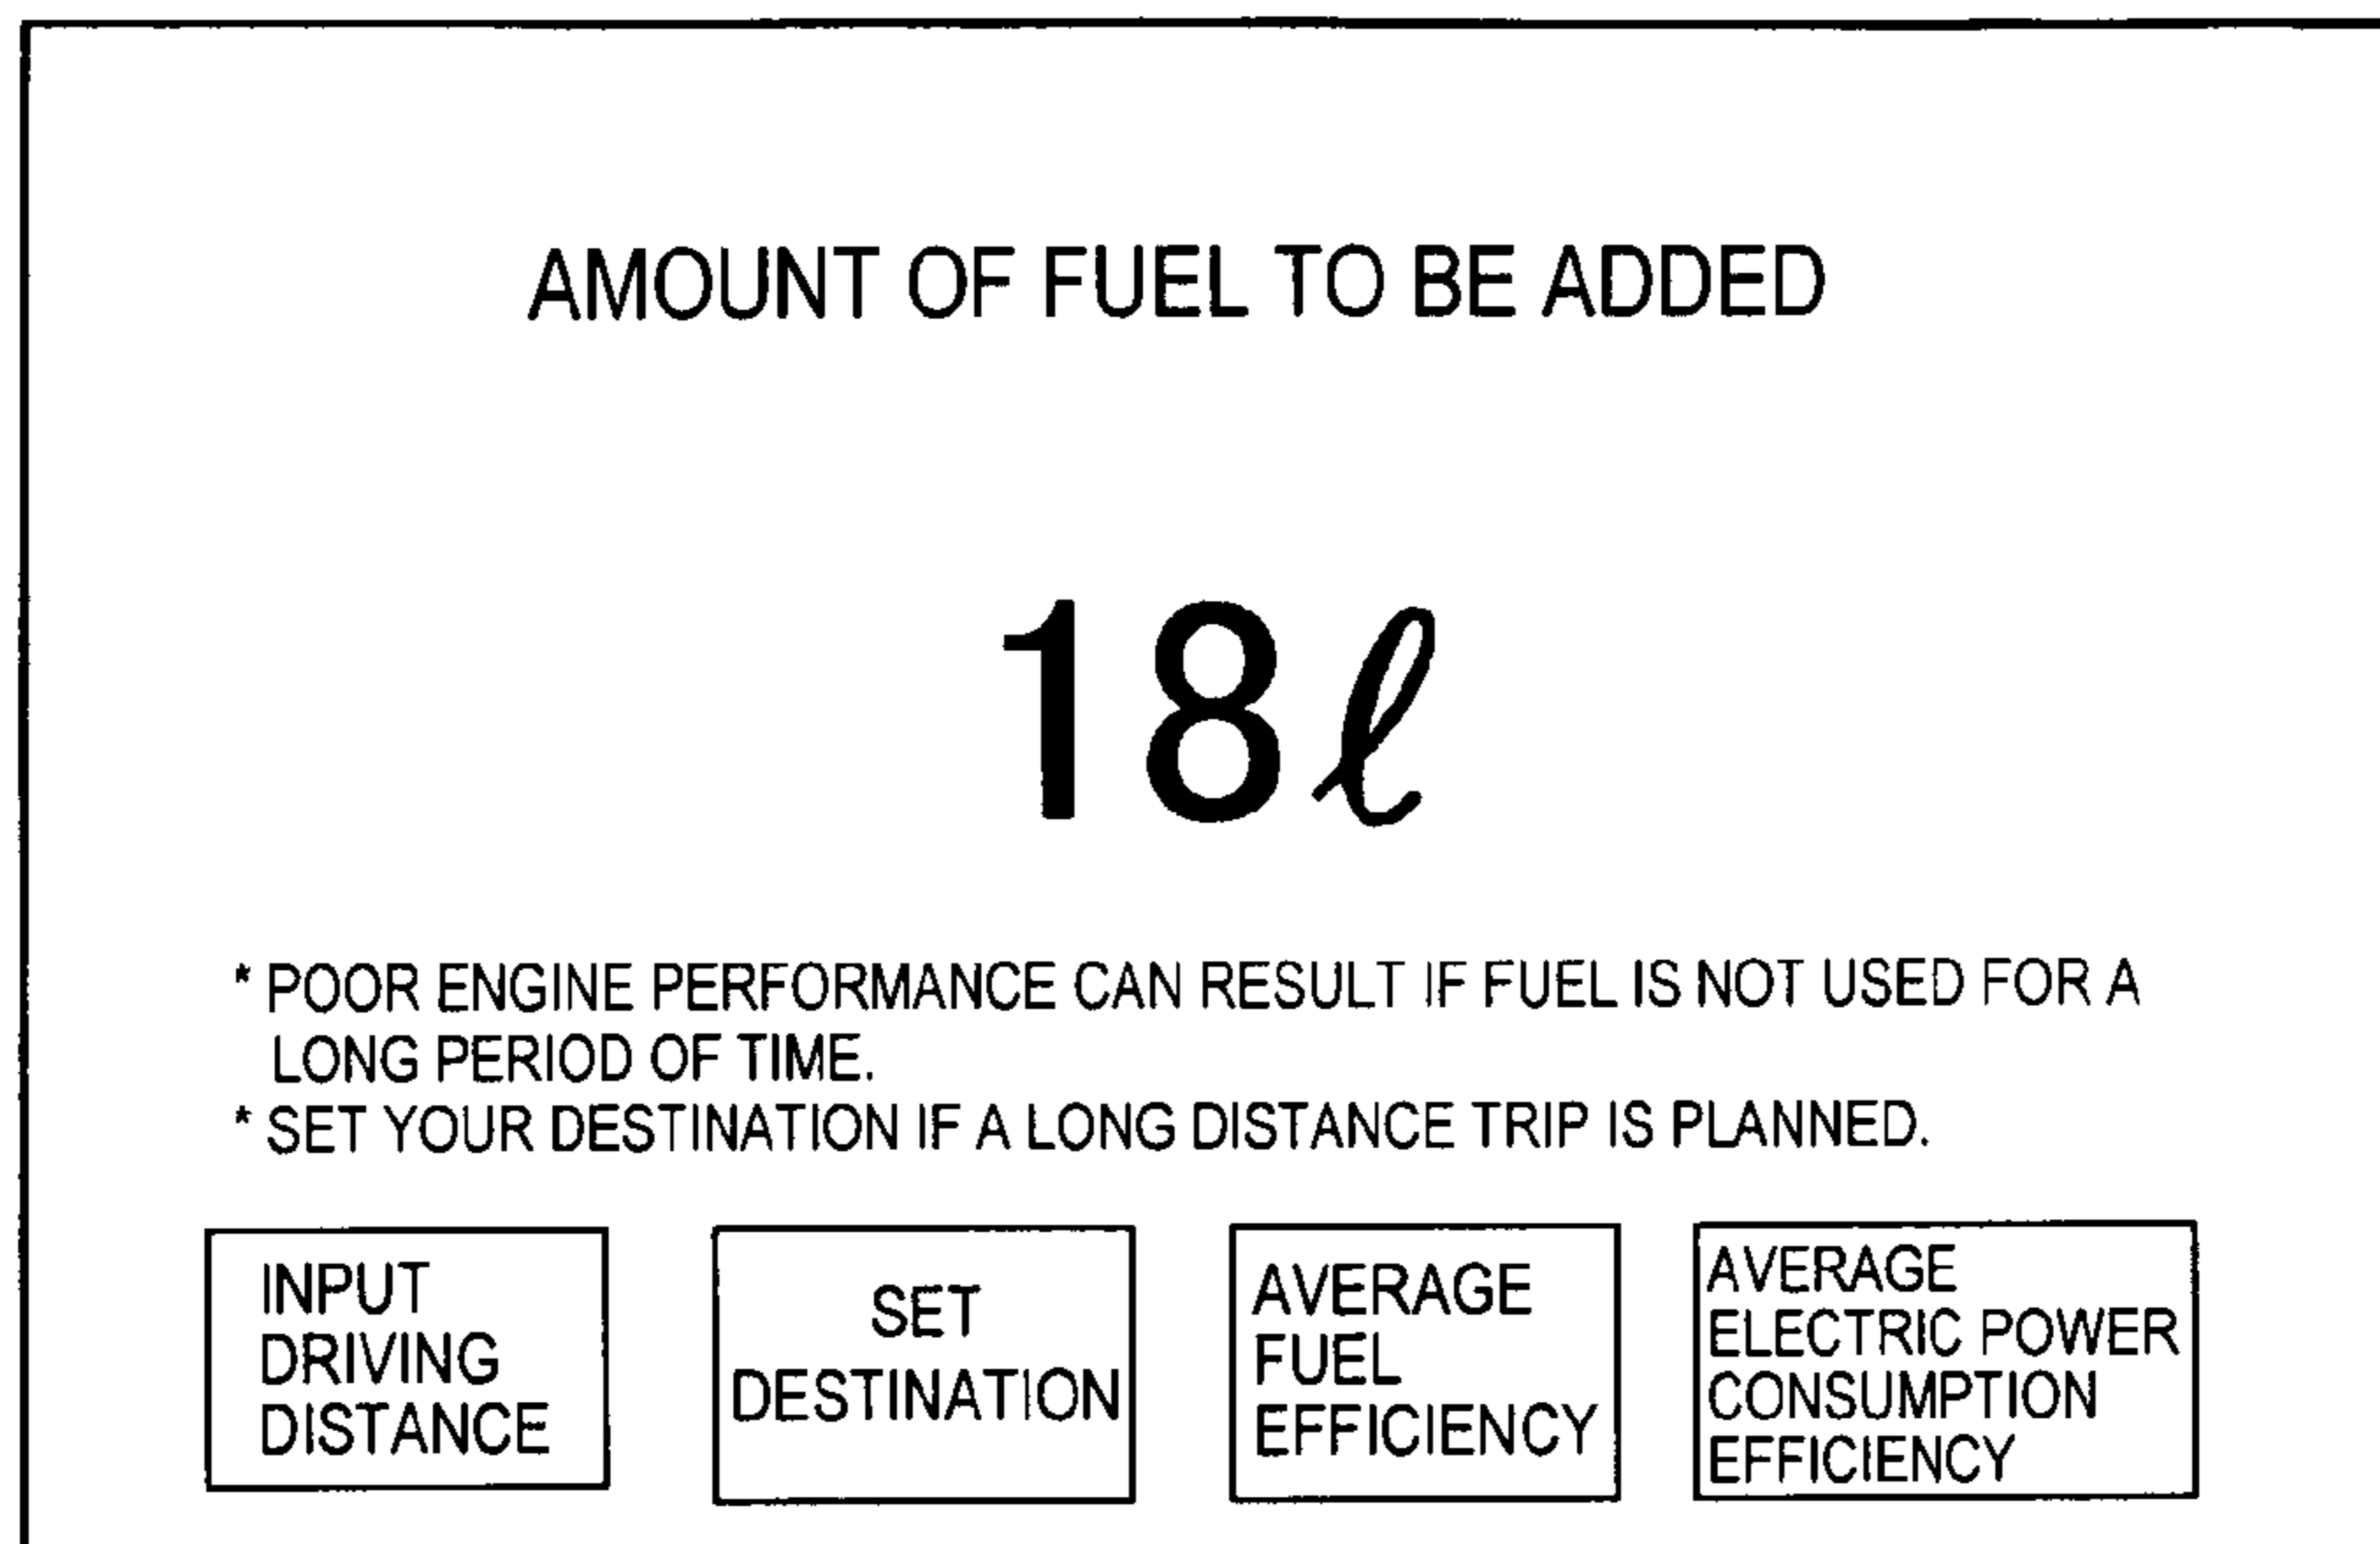 AMOUNT OF FUEL TO BE ADDED
18ℓ
* POOR ENGINE PERFORMANCE CAN RESULT IF FUEL IS NOT USED FOR A
LONG PERIOD OF TIME.
* SET YOUR DESTINATION IF A LONG DISTANCE TRIP IS PLANNED.
INPUT
DRIVING
DISTANCE
SET
DESTINATION
AVERAGE
FUEL
EFFICIENCY
AVERAGE
ELECTRIC POWER
CONSUMPTION
EFFICIENCY